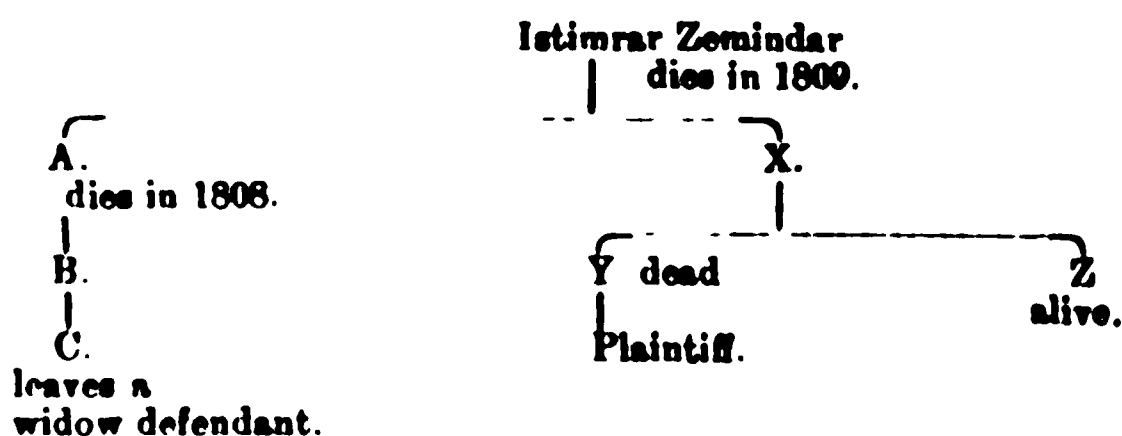 Istimrar Zemindar
dies in 1809.
A.
X.
dies in 1808.
B.
Y dead
Z
alive.
C.
Plaintiff.
leaves a
widow defendant.